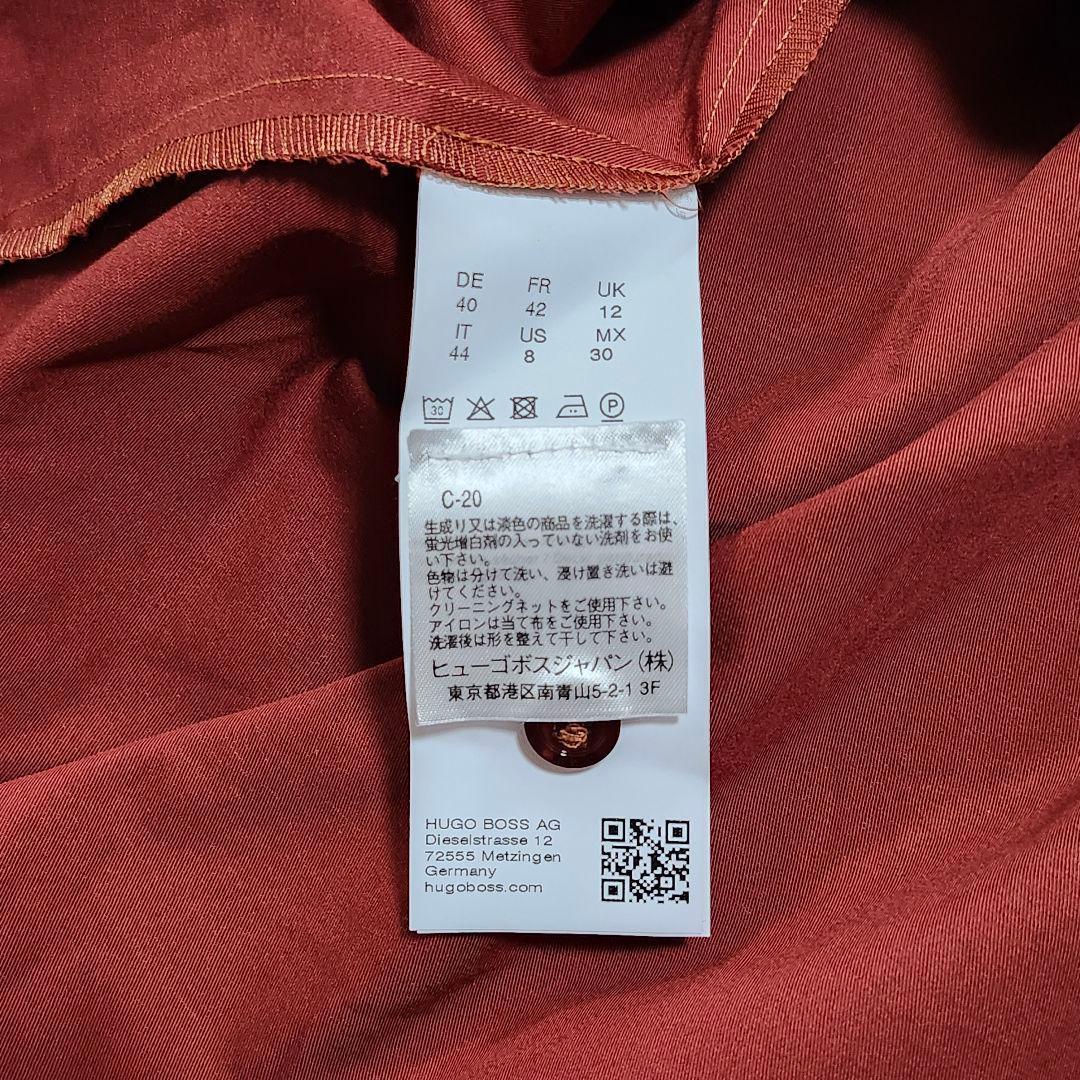 DE FR UK
40 42 12
IT US MX
44 8 30
30 P
C-20
生成り又は淡色の商品を洗濯する際は、
蛍光増白剤の入っていない洗剤をお使
い下さい。
色物は分けて洗い、浸け置き洗いは避
けてください。
クリーニングネットをご使用下さい。
アイロンは当て布をご使用下さい。
洗濯後は形を整えて干して下さい。
ヒューゴボスジャパン(株)
東京都港区南青山5-2-1 3F
HUGO BOSS AG
Dieselstrasse 12
72555 Metzingen
Germany
hugoboss.com